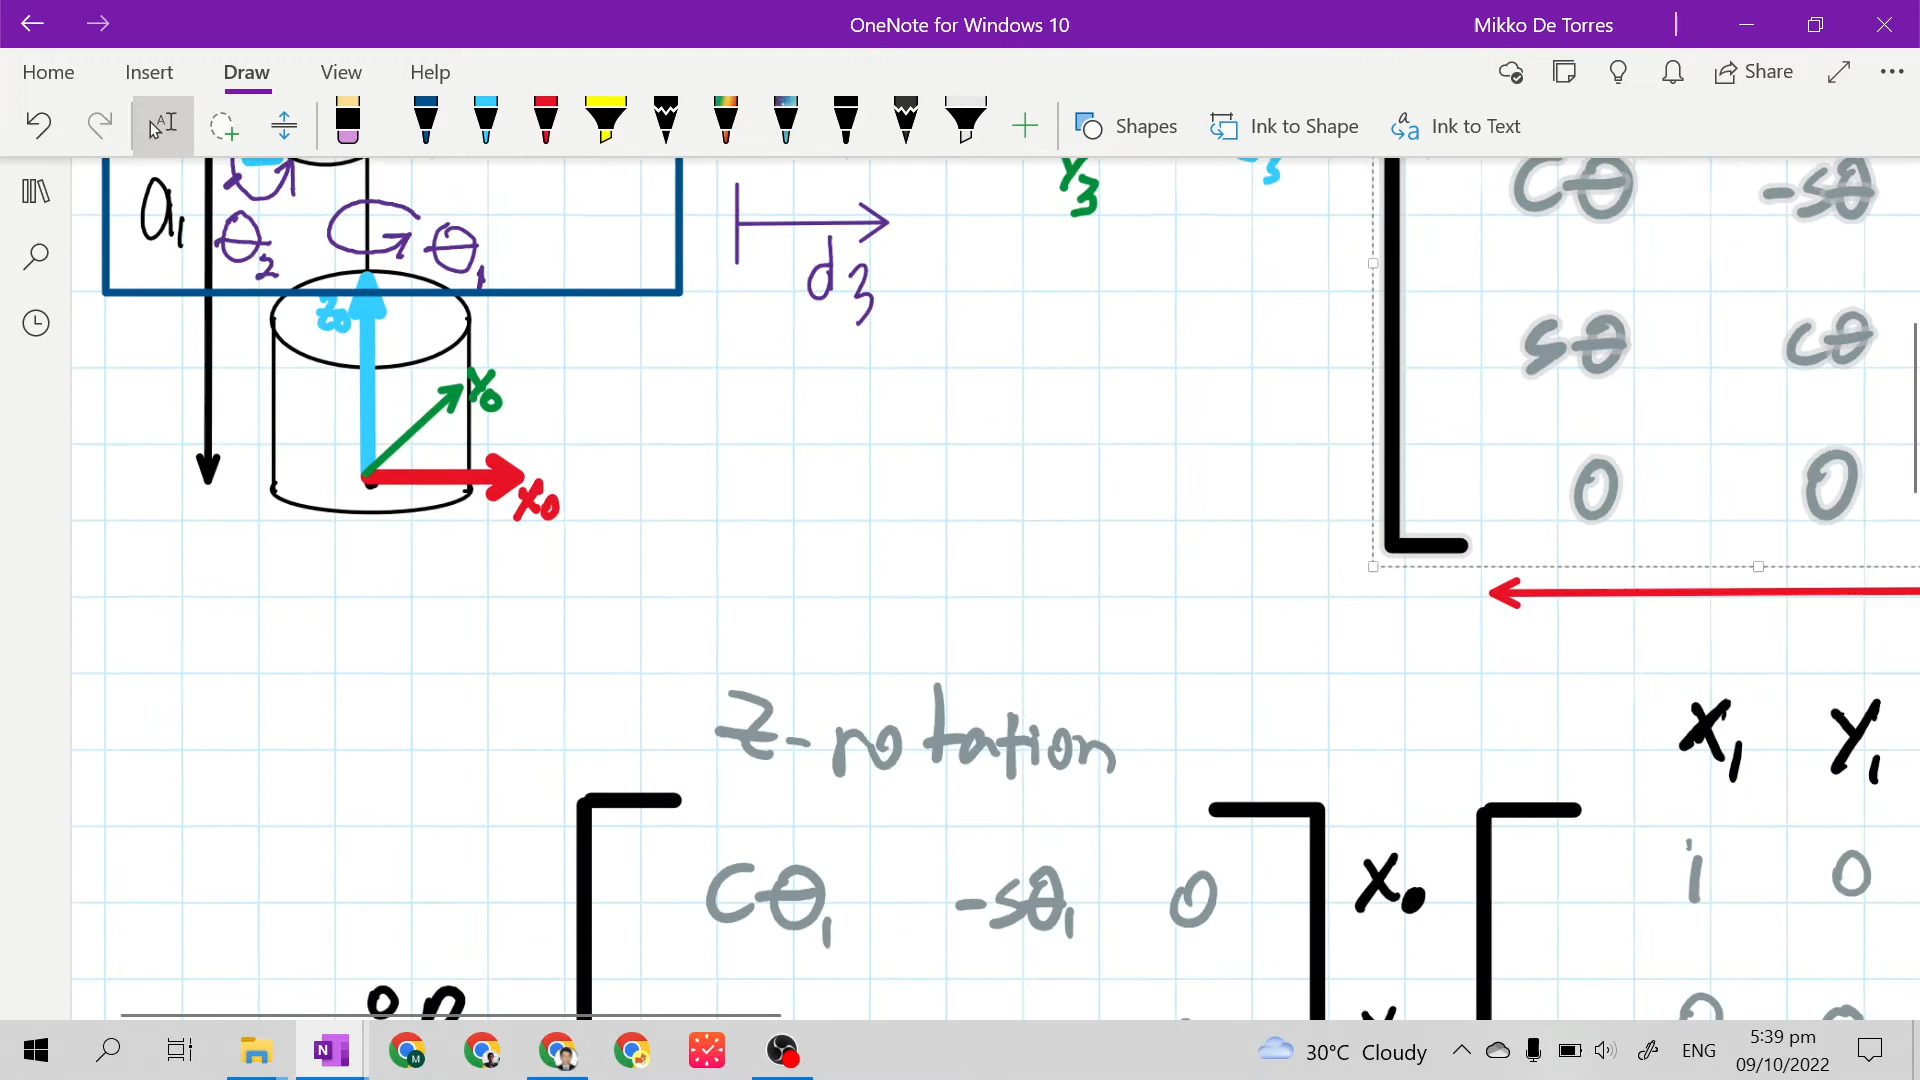 OneNote for Windows 10
Mikko De Torres
Home Insert Draw View Help
Share
Shapes Ink to Shape Ink to Text
a1
θ2 θ1
d3
y3
cθ -sθ
sθ cθ
0 0
z0
y0
x0
z-rotation
x1 y1
cθ1 -sθ1 0
x0
1 0
N
M
30°C Cloudy
ENG
5:39 pm
09/10/2022